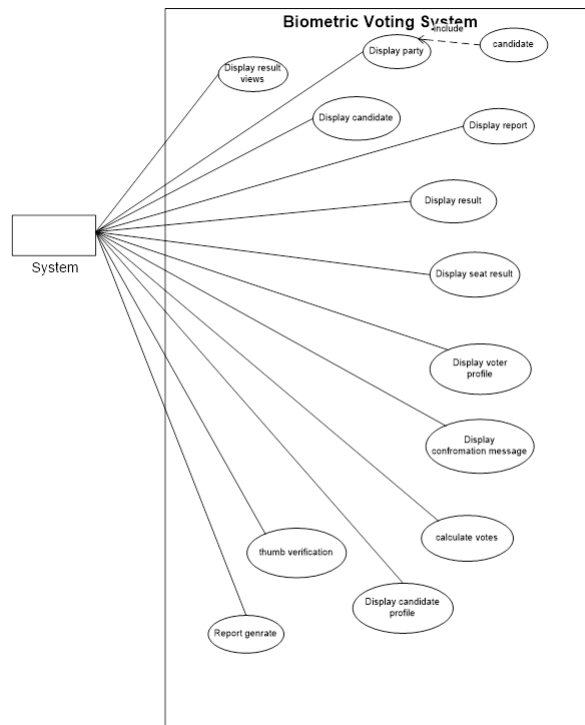 Biometric Voting System
include
Display party
candidate
Display result
views
Display candidate
Display report
Display result
System
Display seat result
Display voter
profile
Display
confromation message
calculate votes
thumb verification
Display candidate
profile
Report genrate